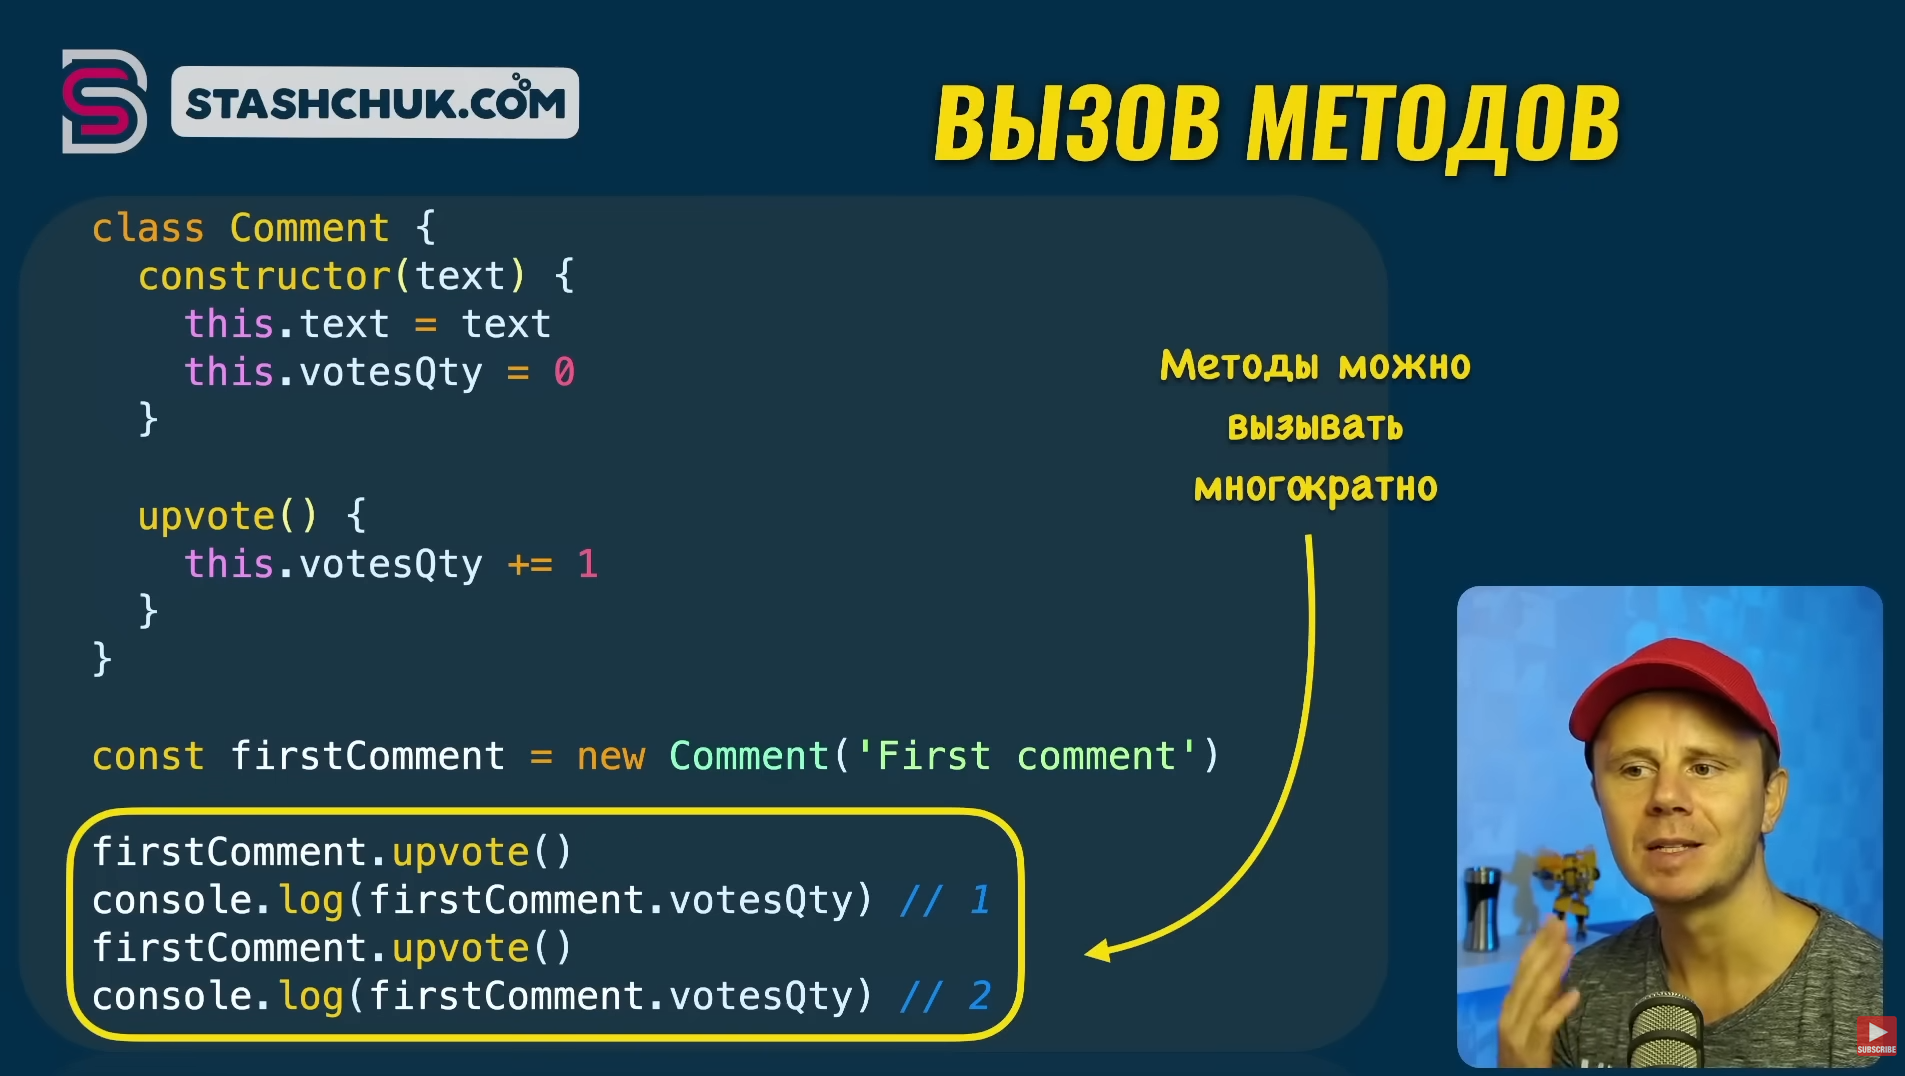 STASHCHUK.COM
ВЫЗОВ МЕТОДОВ
class Comment {
  constructor(text) {
    this.text = text
    this.votesQty = 0
  }

  upvote() {
    this.votesQty += 1
  }
}

const firstComment = new Comment('First comment')

firstComment.upvote()
console.log(firstComment.votesQty) // 1
firstComment.upvote()
console.log(firstComment.votesQty) // 2
Методы можно
вызывать
многократно
SUBSCRIBE